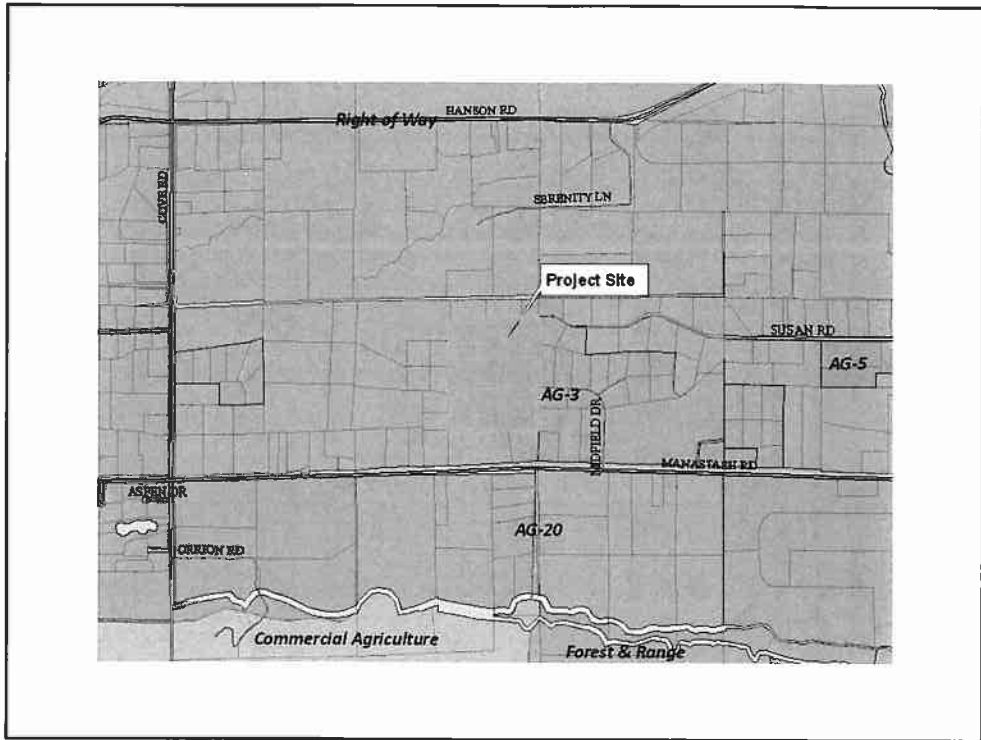 HANSON RD
Right of Way
COVE RD
SERENITY LN
Project Site
SUSAN RD
AG-5
AG-3
MIDFIELD DR
MANASTASH RD
ASPEN DR
AG-20
ORRION RD
Commercial Agriculture
Forest & Range